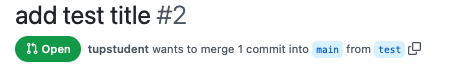 add test title #2
Open tupstudent wants to merge 1 commit into main from test